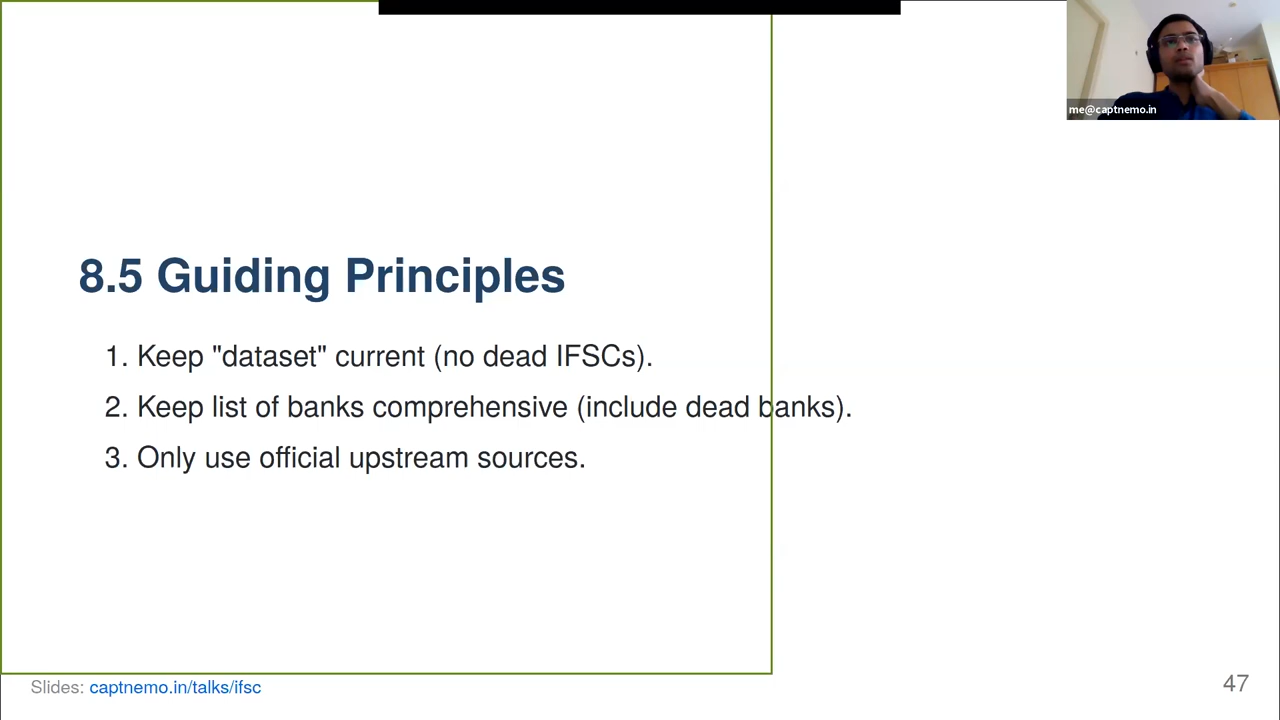 me@captnemo.in
8.5 Guiding Principles
1. Keep "dataset" current (no dead IFSCs).
2. Keep list of banks comprehensive (include dead banks).
3. Only use official upstream sources.
Slides: captnemo.in/talks/ifsc
47